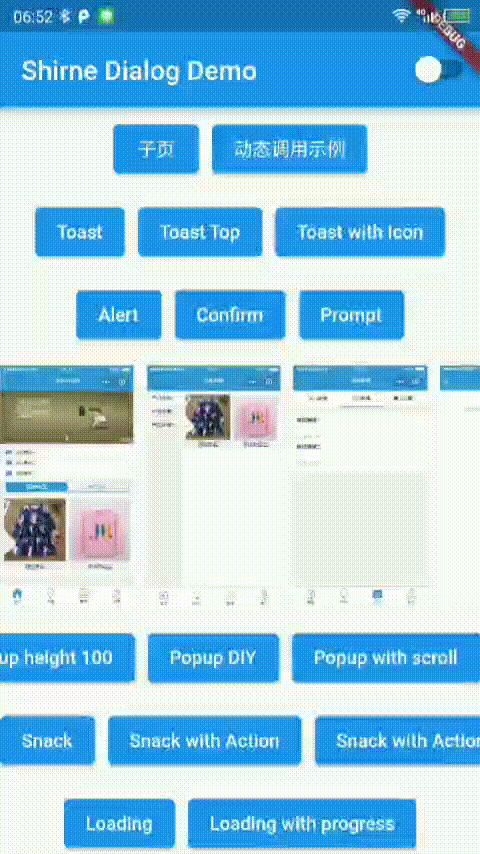 06:52
DEBUG
Shirne Dialog Demo
子页 动态调用示例
Toast Toast Top Toast with Icon
Alert Confirm Prompt
up height 100 Popup DIY Popup with scroll
Snack Snack with Action Snack with Action
Loading Loading with progress